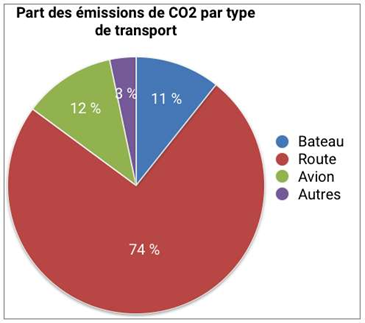 Part des émissions de CO2 par type
de transport
3 %
11 %
12 %
Bateau
Route
Avion
Autres
74 %